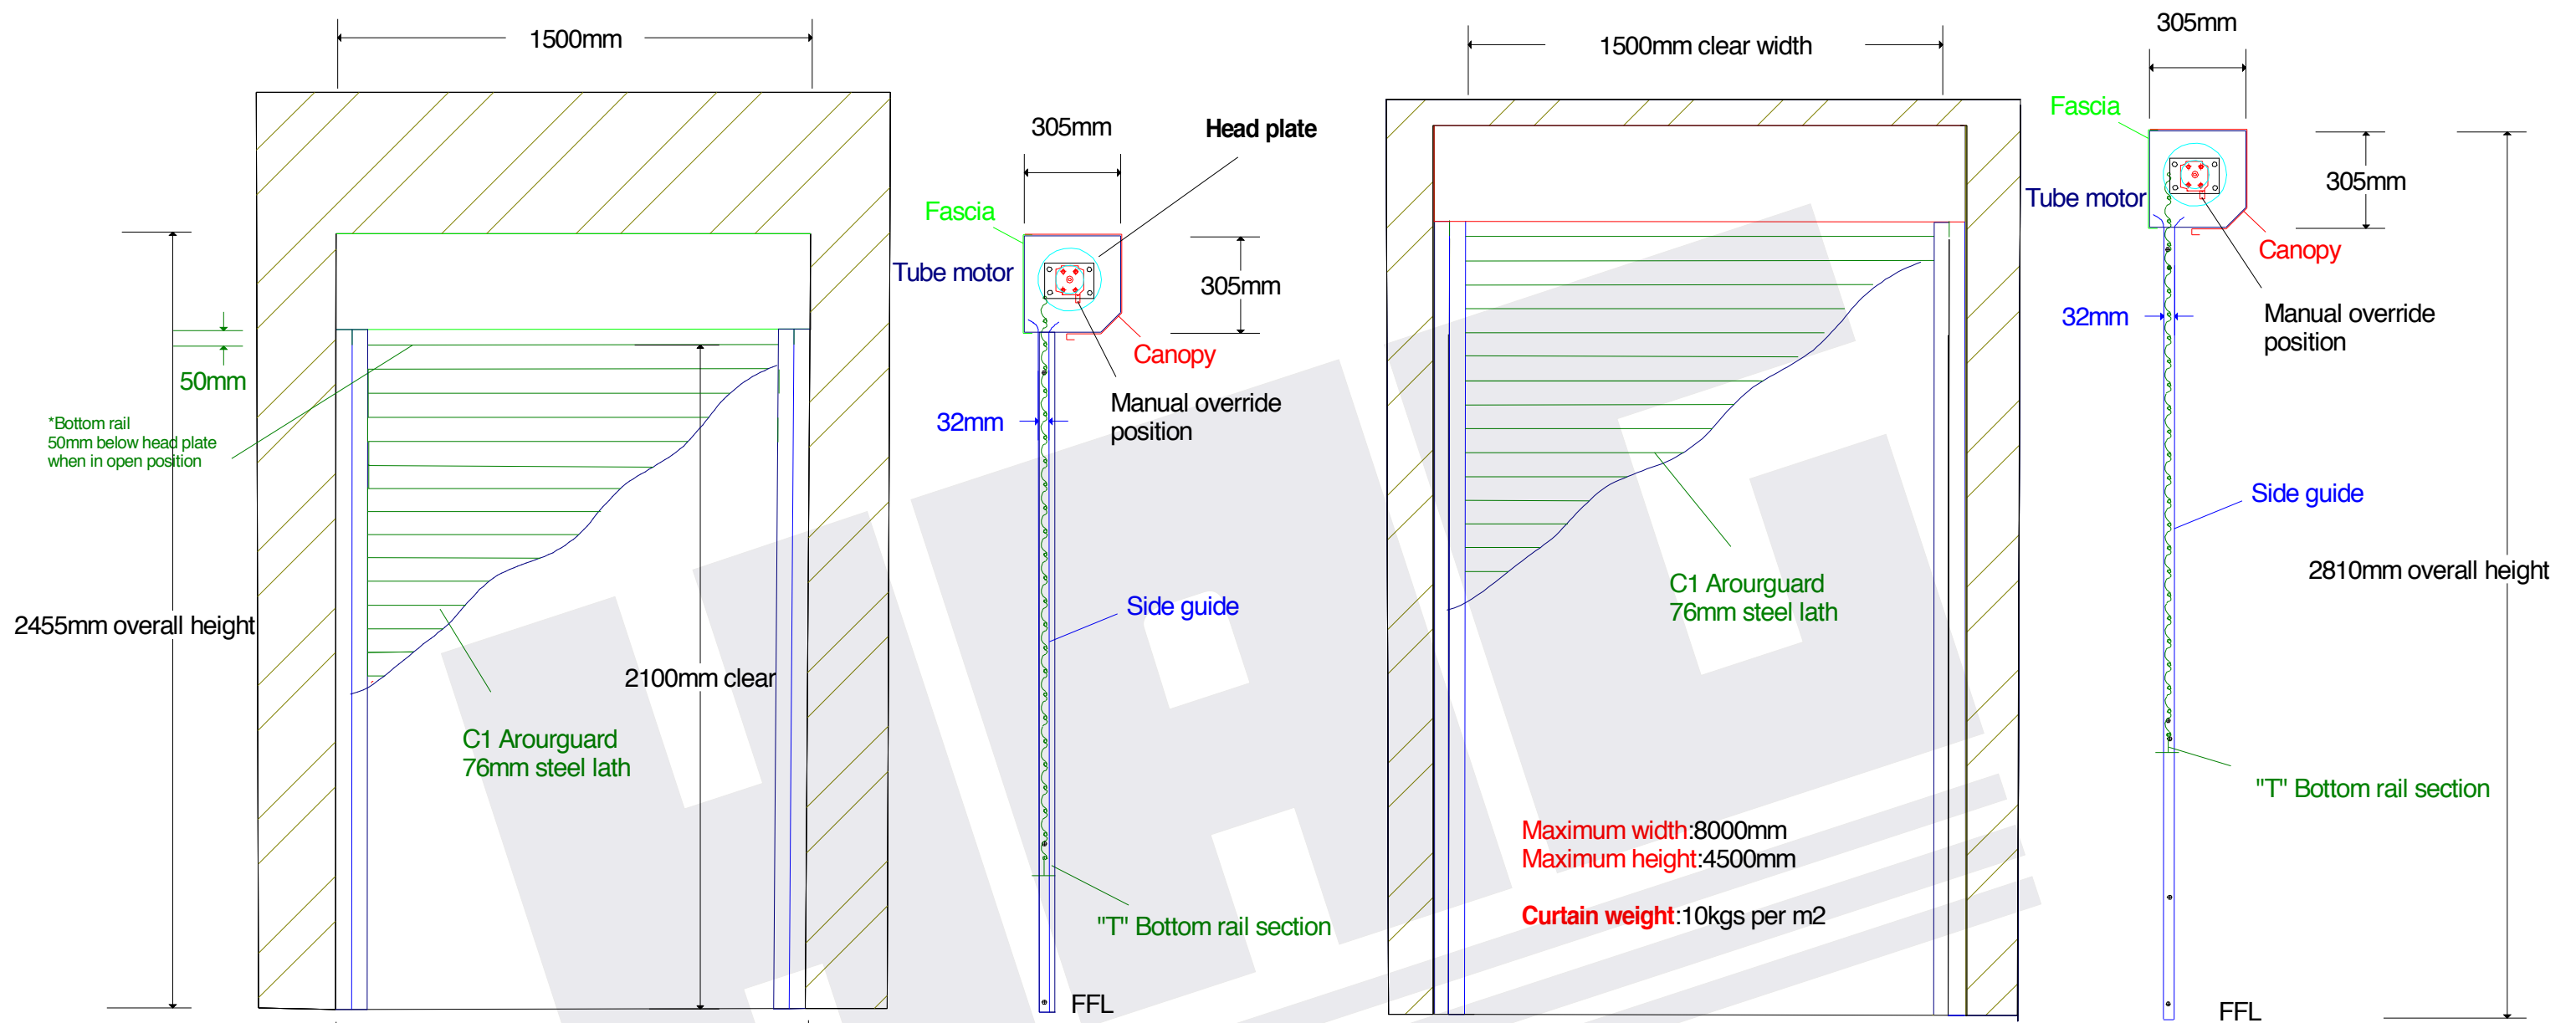 1500mm
305mm
Head plate
Fascia
Tube motor
305mm
Canopy
50mm
*Bottom rail
50mm below head plate
when in open position
Manual override
position
32mm
Side guide
2455mm overall height
2100mm clear
C1 Arourguard
76mm steel lath
"T" Bottom rail section
FFL
1500mm clear width
305mm
Fascia
Tube motor
305mm
Canopy
Manual override
position
32mm
Side guide
2810mm overall height
C1 Arourguard
76mm steel lath
"T" Bottom rail section
Maximum width:8000mm
Maximum height:4500mm
Curtain weight:10kgs per m2
FFL